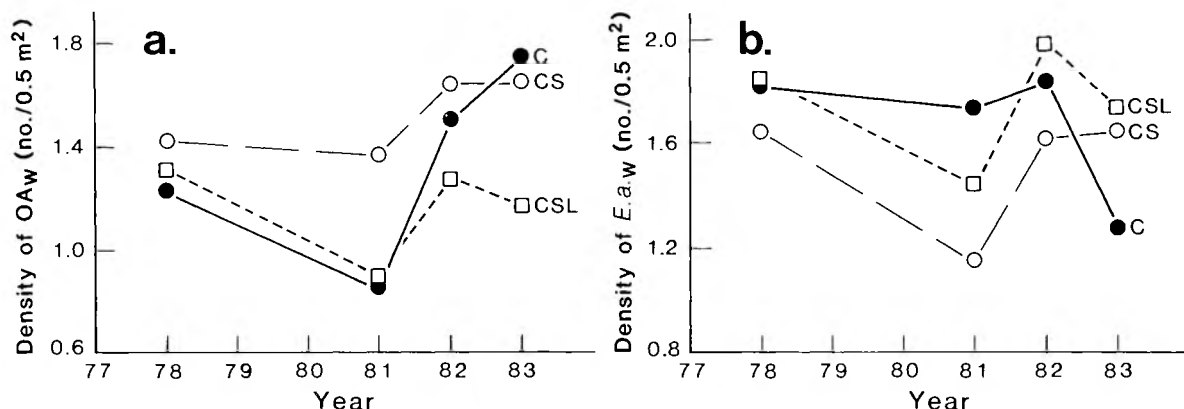 a.
Density of OAw (no./0.5 m²)
1.8
1.4
1.0
0.6
C
CS
CSL
77 78 79 80 81 82 83
Year
b.
Density of E.a.w (no./0.5 m²)
2.0
1.6
1.2
0.8
CSL
CS
C
77 78 79 80 81 82 83
Year